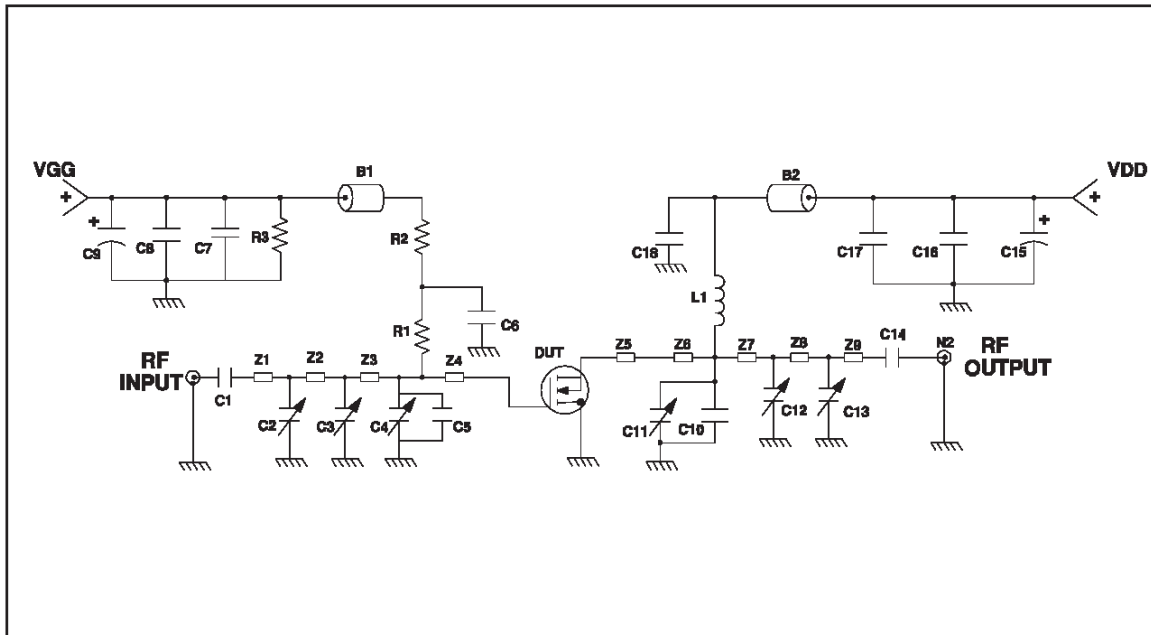 VGG
+
B1
B2
VDD
+
+
C9
C8
C7
R3
R2
C18
C17
C16
C15
+
L1
R1
C6
C14
RF
INPUT
Z1
Z2
Z3
Z4
DUT
Z5
Z6
Z7
Z8
Z9
N2
RF
OUTPUT
C1
C2
C3
C4
C5
C11
C10
C12
C13